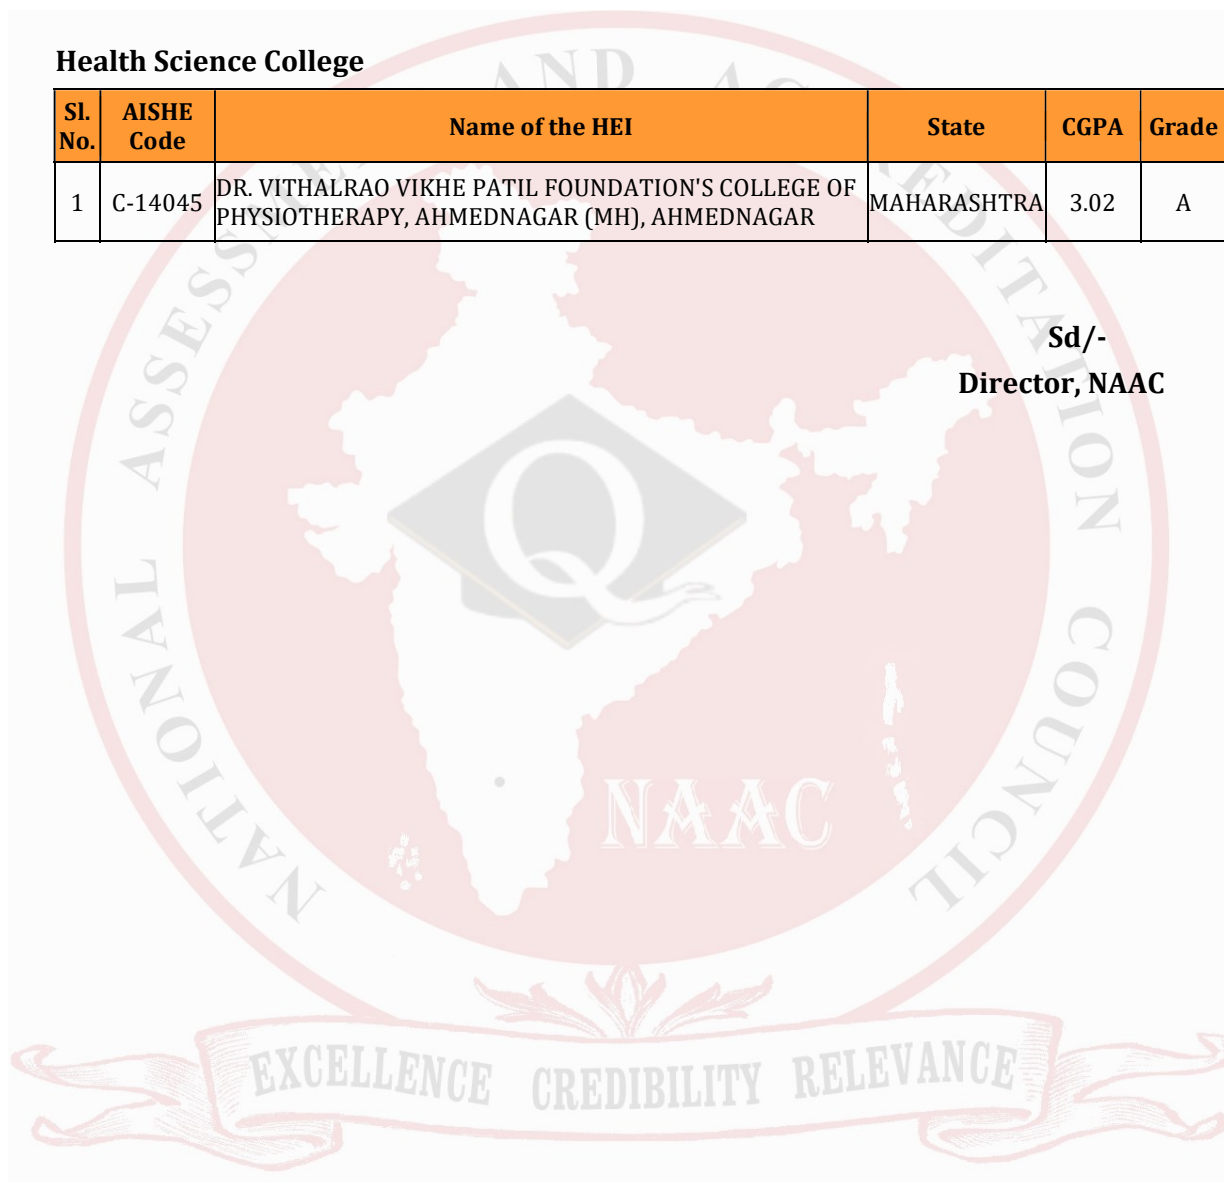 Health Science College
Sl. No. AISHE Code Name of the HEI State CGPA Grade
1 C-14045 DR. VITHALRAO VIKHE PATIL FOUNDATION'S COLLEGE OF PHYSIOTHERAPY, AHMEDNAGAR (MH), AHMEDNAGAR MAHARASHTRA 3.02 A
Sd/-
Director, NAAC
NATIONAL ASSESSMENT AND ACCREDITATION COUNCIL
Q
NAAC
EXCELLENCE CREDIBILITY RELEVANCE